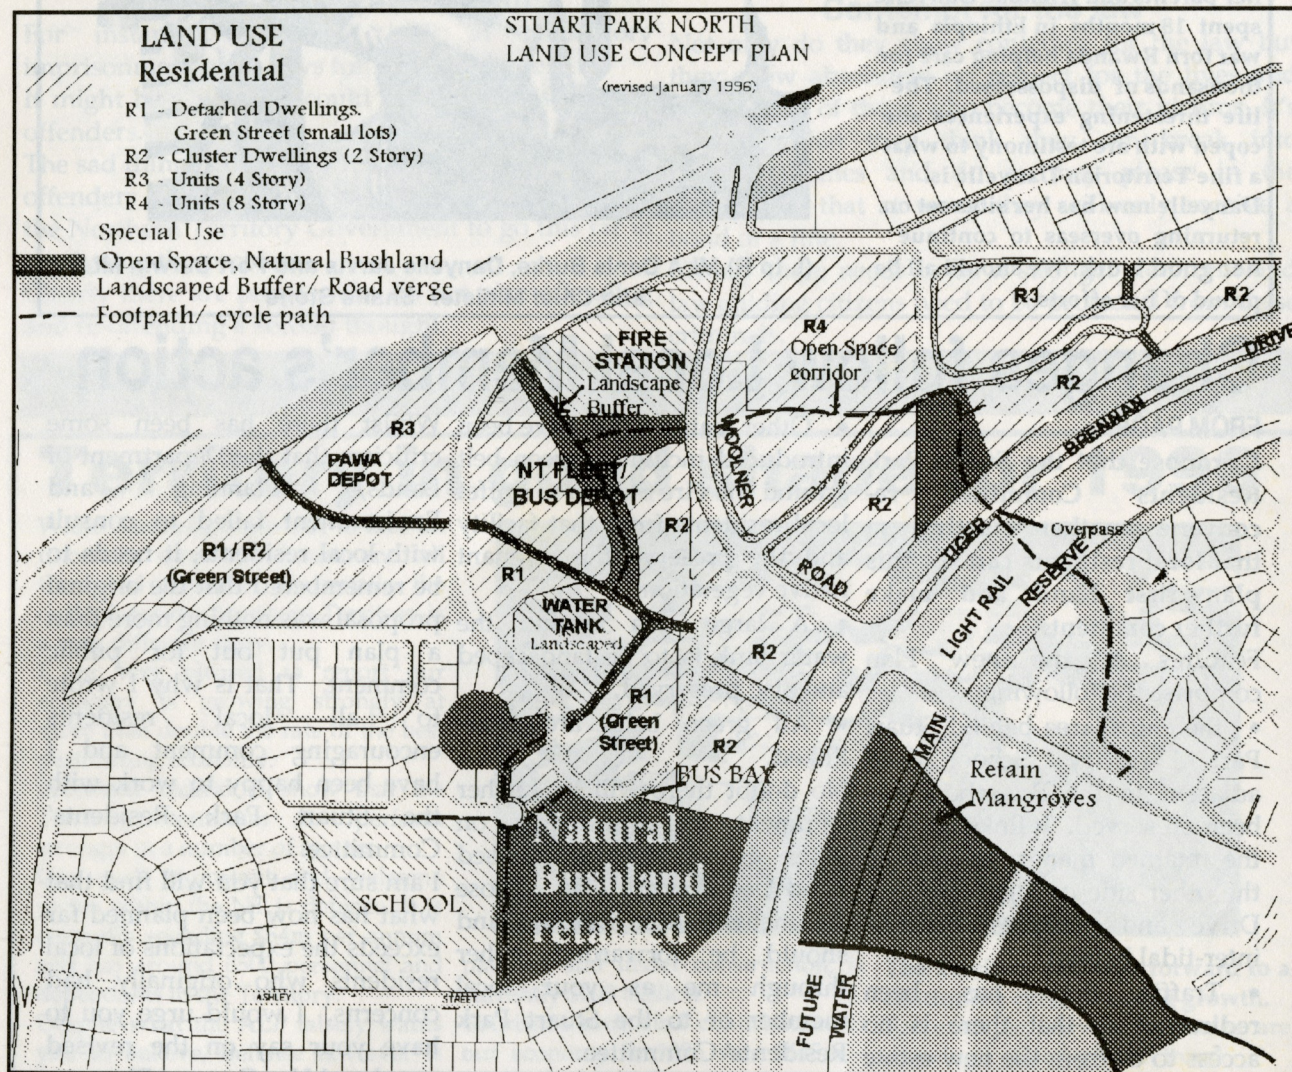 STUART PARK NORTH
LAND USE CONCEPT PLAN
(revised January 1996)
LAND USE
Residential
R1 - Detached Dwellings.
Green Street (small lots)
R2 - Cluster Dwellings (2 Story)
R3 - Units (4 Story)
R4 - Units (8 Story)
Special Use
Open Space, Natural Bushland
Landscaped Buffer / Road verge
Footpath/ cycle path
R3
R2
R4
Open Space
corridor
FIRE
STATION
Landscape
Buffer
R2
BRENNAN
DRIVE
R3
PAWA
DEPOT
NT FLEET/
BUS DEPOT
WOOLNER
R2
R2
TIGER
Overpass
R1 / R2
(Green Street)
R1
ROAD
LIGHT RAIL
RESERVE
WATER
TANK
Landscaped
R2
R1
(Green
Street)
R2
BUS BAY
MAIN
Retain
Mangroves
Natural
Bushland
retained
SCHOOL
ASHLEY
STREET
FUTURE
WATER